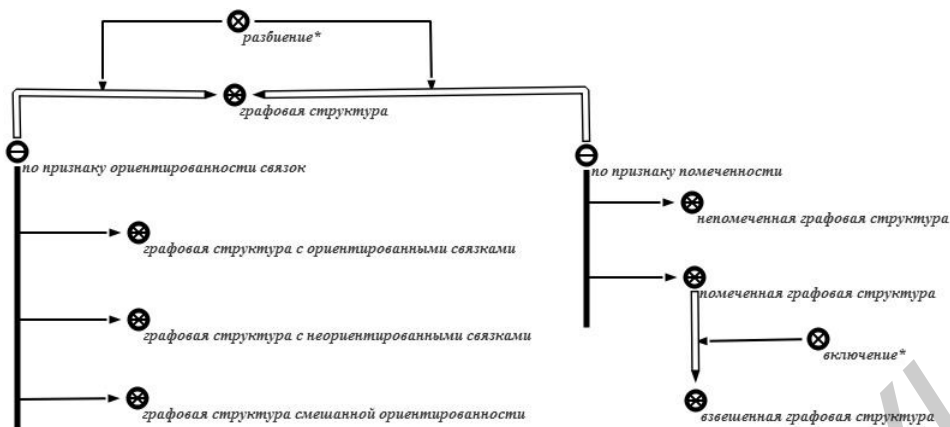 разбиение*
графовая структура
по признаку ориентированности связок
по признаку помеченности
непомеченная графовая структура
графовая структура с ориентированными связками
помеченная графовая структура
графовая структура с неориентированными связками
включение*
графовая структура смешанной ориентированности
взвешенная графовая структура